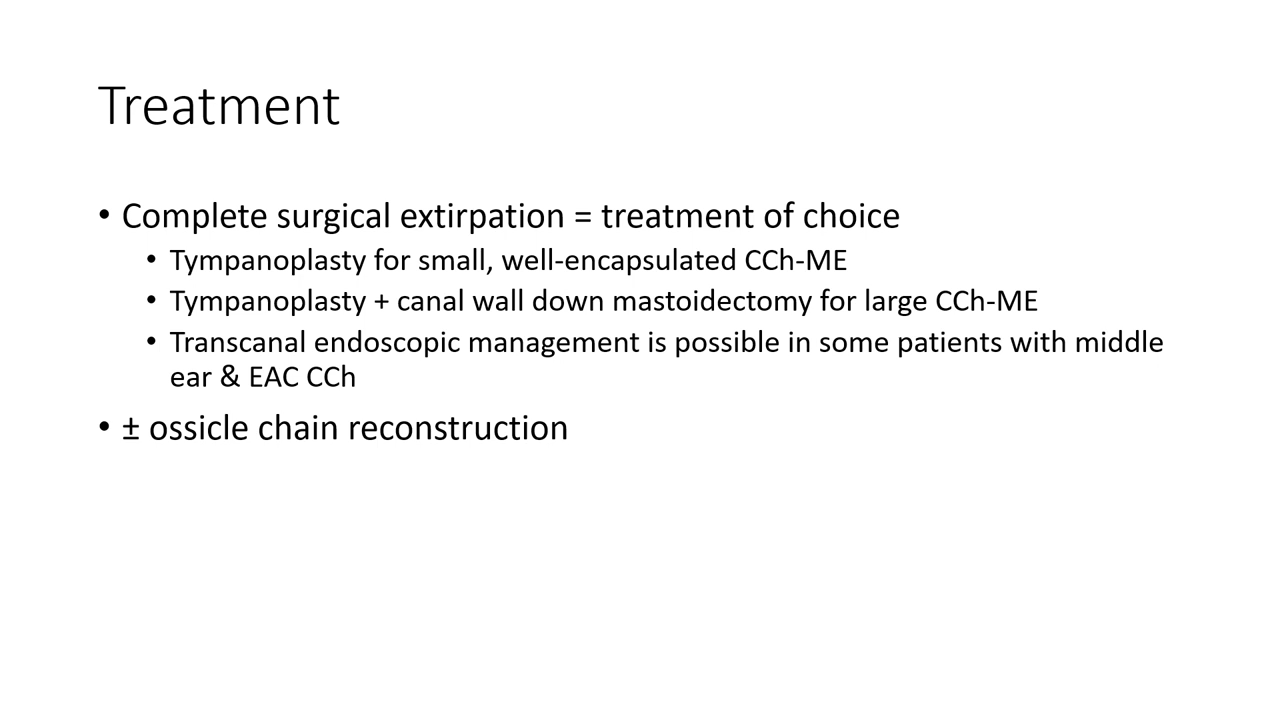 Treatment
• Complete surgical extirpation = treatment of choice
• Tympanoplasty for small, well-encapsulated CCh-ME
• Tympanoplasty + canal wall down mastoidectomy for large CCh-ME
• Transcanal endoscopic management is possible in some patients with middle
ear & EAC CCh
• ± ossicle chain reconstruction